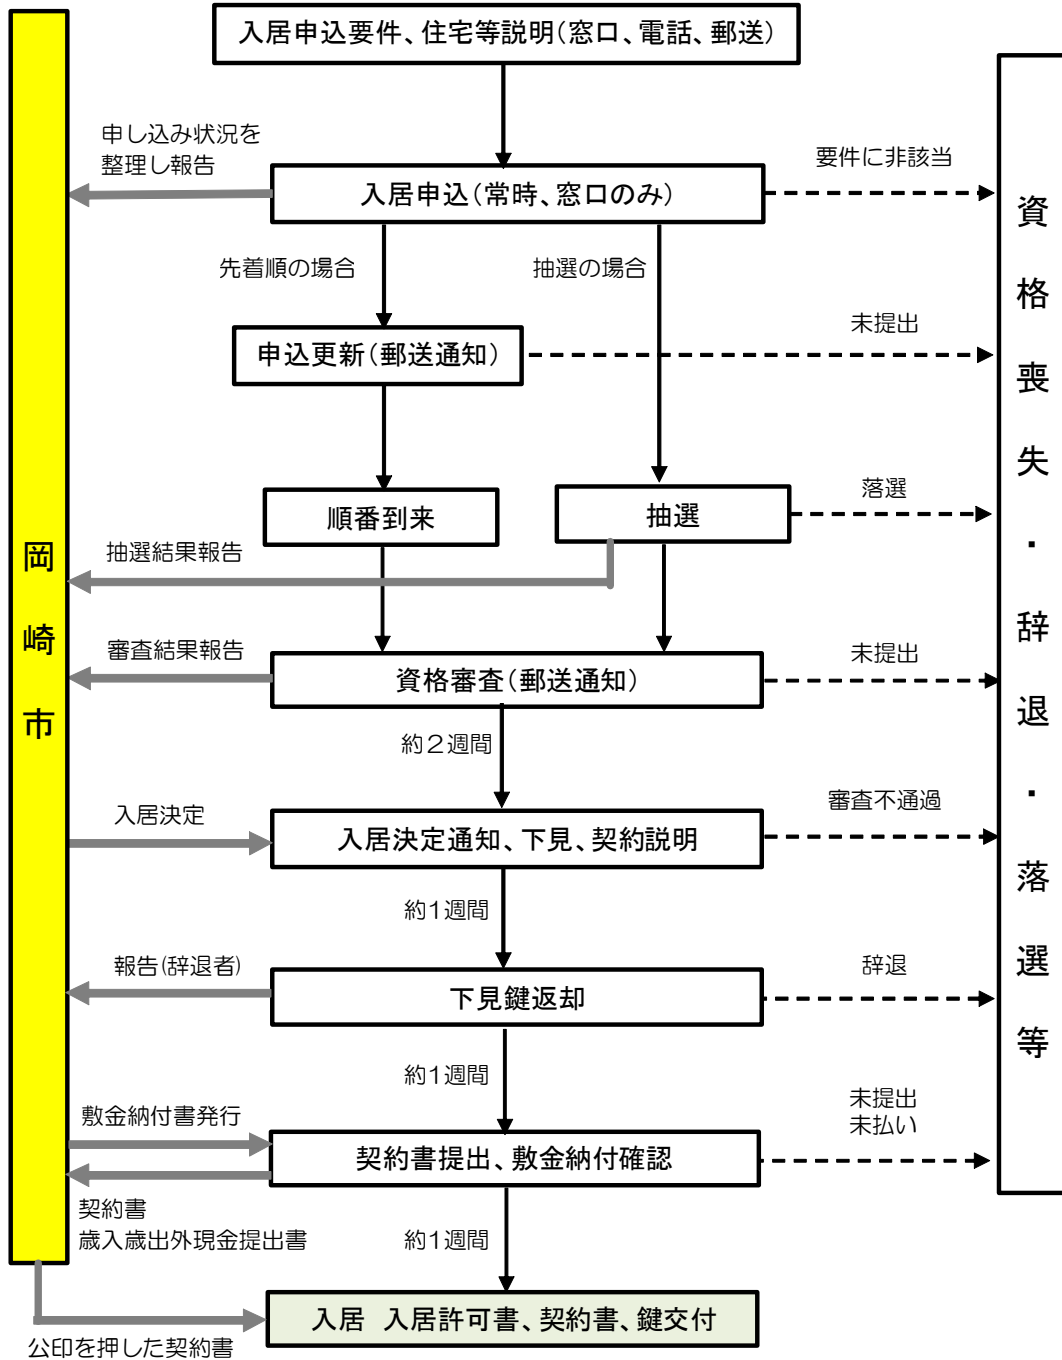 入居申込要件、住宅等説明(窓口、電話、郵送)
申し込み状況を
整理し報告
要件に非該当
入居申込(常時、窓口のみ)
先着順の場合
抽選の場合
未提出
申込更新(郵送通知)
落選
順番到来
抽選
抽選結果報告
審査結果報告
未提出
資格審査(郵送通知)
約２週間
入居決定
審査不通過
入居決定通知、下見、契約説明
約１週間
報告(辞退者)
辞退
下見鍵返却
約１週間
敷金納付書発行
未提出
未払い
契約書提出、敷金納付確認
契約書
歳入歳出外現金提出書
約１週間
入居　入居許可書、契約書、鍵交付
公印を押した契約書
岡崎市
資格喪失・辞退・落選等